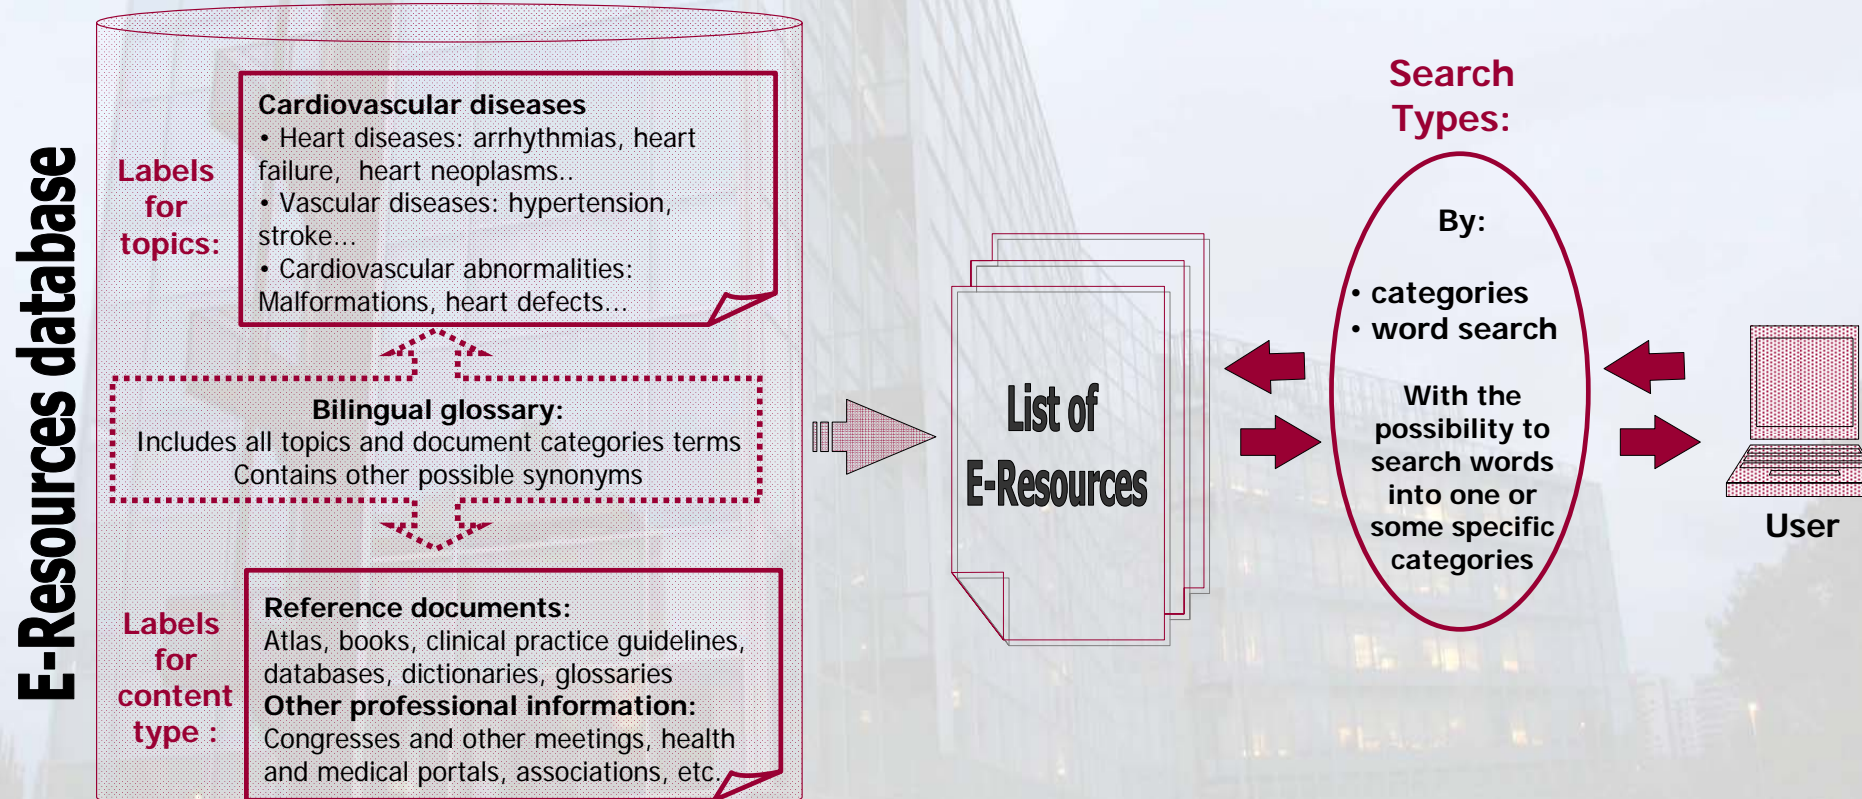 E-Resources database
Labels
for
topics:
Cardiovascular diseases
• Heart diseases: arrhythmias, heart
failure, heart neoplasms..
• Vascular diseases: hypertension,
stroke...
• Cardiovascular abnormalities:
Malformations, heart defects...
Bilingual glossary:
Includes all topics and document categories terms
Contains other possible synonyms
Labels
for
content
type :
Reference documents:
Atlas, books, clinical practice guidelines,
databases, dictionaries, glossaries
Other professional information:
Congresses and other meetings, health
and medical portals, associations, etc.
List of
E-Resources
Search
Types:
By:
• categories
• word search
With the
possibility to
search words
into one or
some specific
categories
User